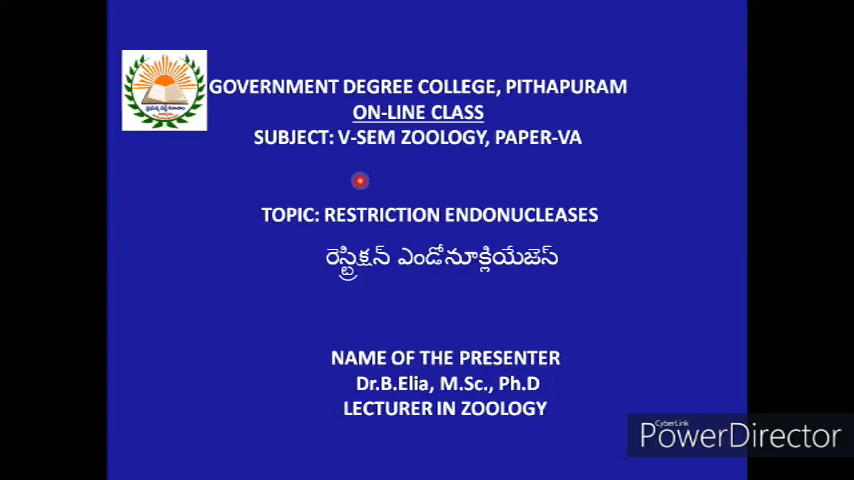 GOVERNMENT DEGREE COLLEGE, PITHAPURAM
ON-LINE CLASS
SUBJECT: V-SEM ZOOLOGY, PAPER-VA
TOPIC: RESTRICTION ENDONUCLEASES
రెస్ట్రిక్షన్ ఎండోనూక్లియేజెస్
NAME OF THE PRESENTER
Dr.B.Elia, M.Sc., Ph.D
LECTURER IN ZOOLOGY
CyberLink
PowerDirector